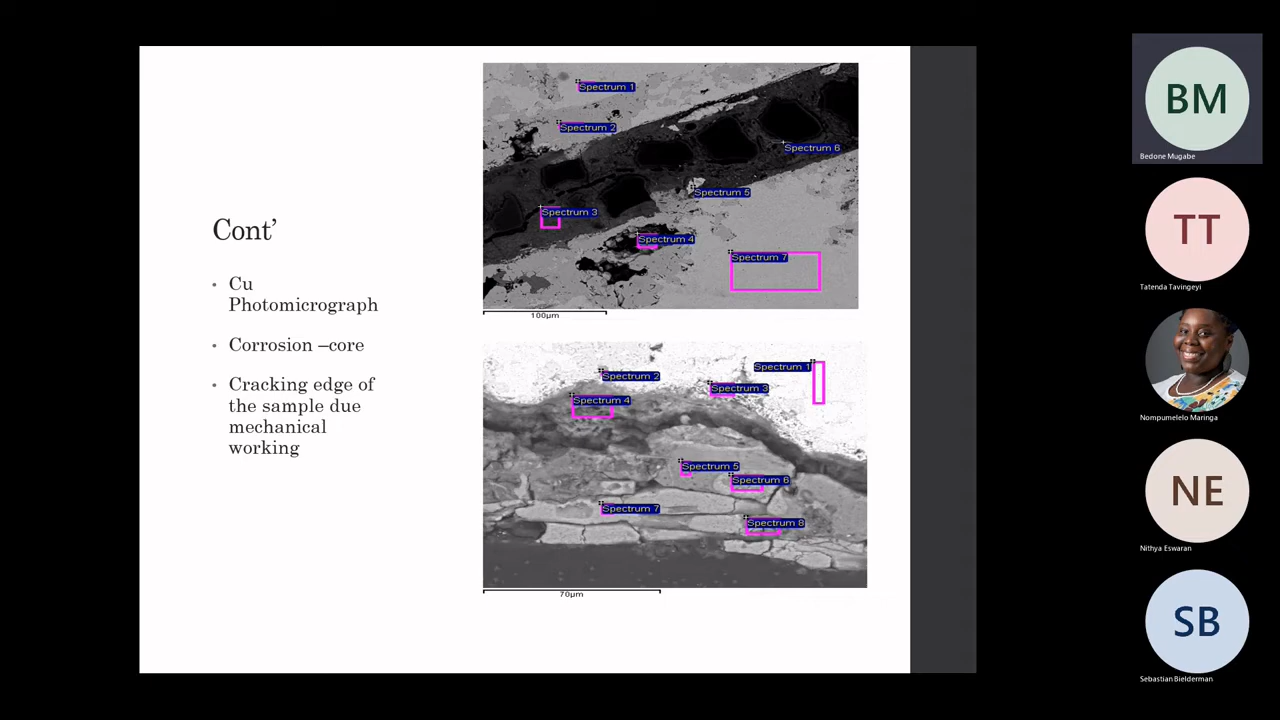 Cont'
Cu
Photomicrograph
Corrosion –core
Cracking edge of
the sample due
mechanical
working
Spectrum 1
Spectrum 2
Spectrum 6
Spectrum 5
Spectrum 3
Spectrum 4
Spectrum 7
100µm
Spectrum 1
Spectrum 2
Spectrum 3
Spectrum 4
Spectrum 5
Spectrum 6
Spectrum 7
Spectrum 8
70µm
BM
Bedone Mugabe
TT
Tatenda Tavingeyi
Nompumelelo Maringa
NE
Nithya Eswaran
SB
Sebastian Bielderman